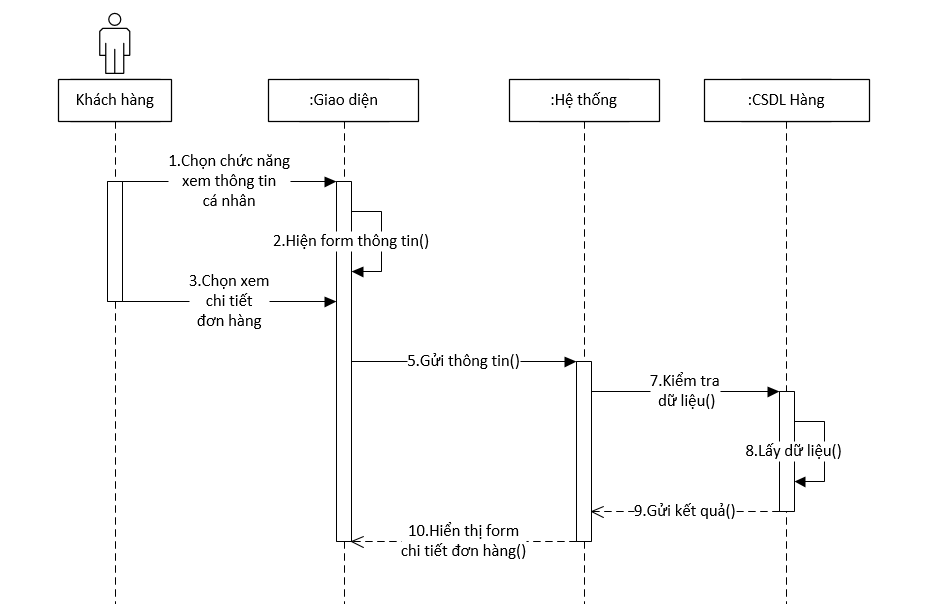 Khách hàng
:Giao diện
:Hệ thống
:CSDL Hàng
1.Chọn chức năng
xem thông tin
cá nhân
2.Hiện form thông tin()
3.Chọn xem
chi tiết
đơn hàng
5.Gửi thông tin()
7.Kiểm tra
dữ liệu()
8.Lấy dữ liệu()
9.Gửi kết quả()
10.Hiển thị form
chi tiết đơn hàng()